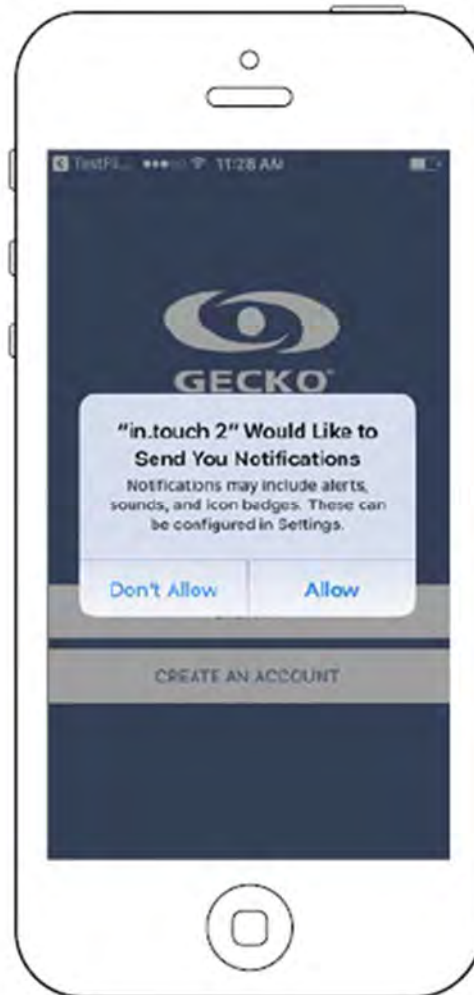 11:28 AM
GECKO
"in.touch 2" Would Like to
Send You Notifications
Notifications may include alerts,
sounds, and icon badges. These can
be configured in Settings.
Don't Allow Allow
CREATE AN ACCOUNT